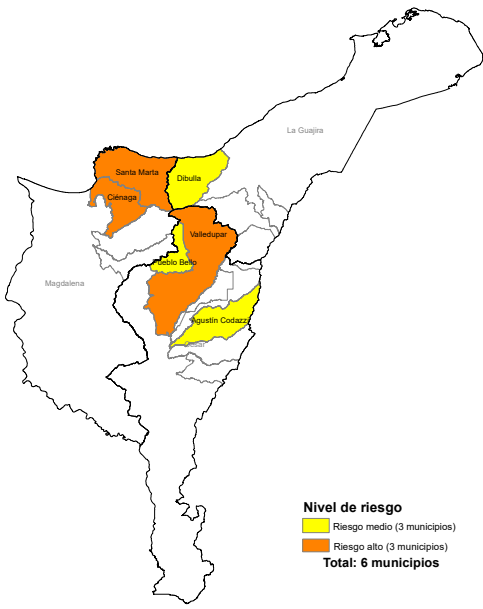 La Guajira
Santa Marta
Dibulla
Ciénaga
Valledupar
Pueblo Bello
Magdalena
Agustín Codazzi
Cesar
Nivel de riesgo
Riesgo medio (3 municipios)
Riesgo alto (3 municipios)
Total: 6 municipios